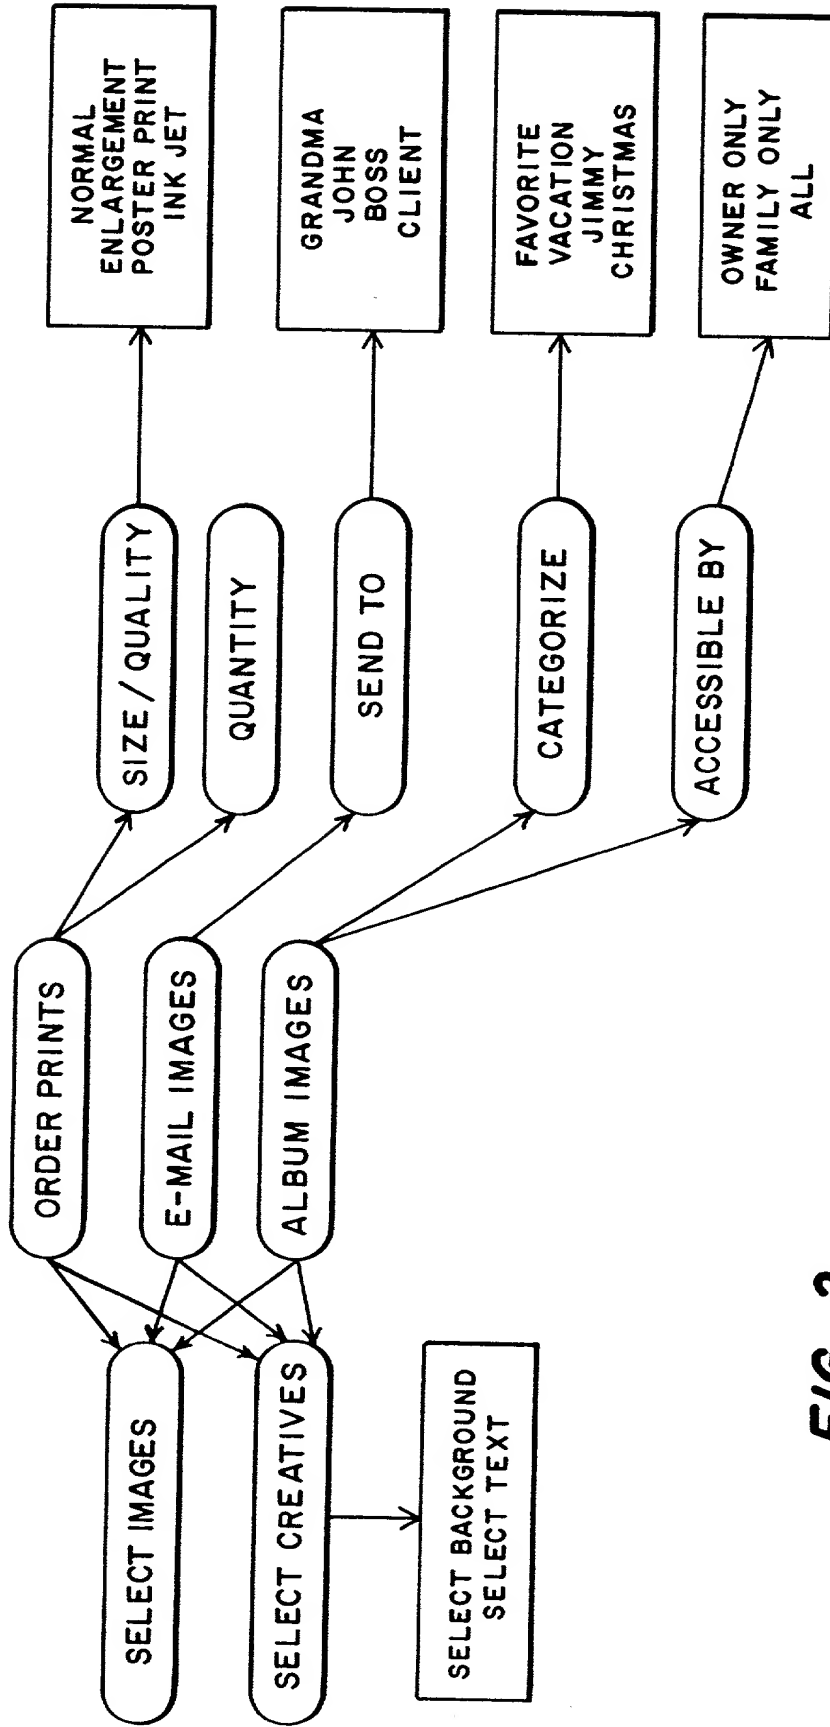 ORDER PRINTS
E-MAIL IMAGES
ALBUM IMAGES
SELECT IMAGES
SELECT CREATIVES
SELECT BACKGROUND
SELECT TEXT
SIZE / QUALITY
QUANTITY
SEND TO
CATEGORIZE
ACCESSIBLE BY
NORMAL
ENLARGEMENT
POSTER PRINT
INK JET
GRANDMA
JOHN
BOSS
CLIENT
FAVORITE
VACATION
JIMMY
CHRISTMAS
OWNER ONLY
FAMILY ONLY
ALL
FIG.